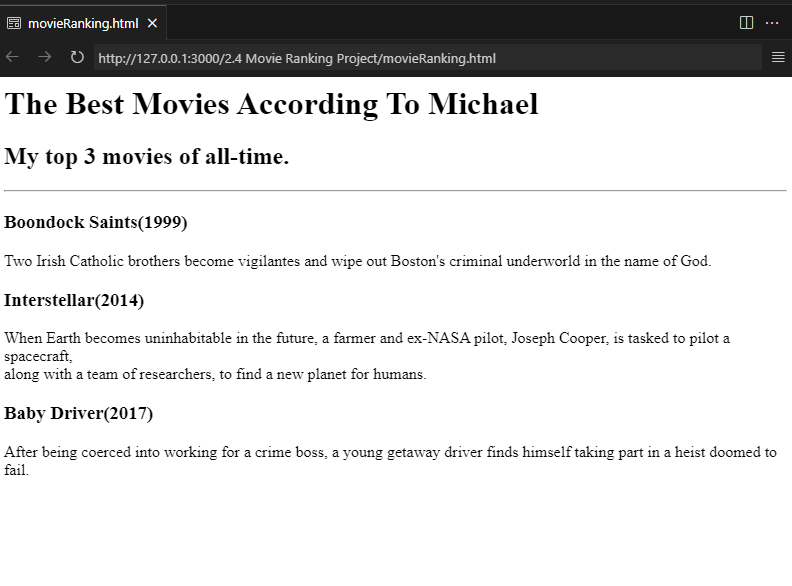 movieRanking.html
http://127.0.0.1:3000/2.4 Movie Ranking Project/movieRanking.html
The Best Movies According To Michael
My top 3 movies of all-time.
Boondock Saints(1999)
Two Irish Catholic brothers become vigilantes and wipe out Boston's criminal underworld in the name of God.
Interstellar(2014)
When Earth becomes uninhabitable in the future, a farmer and ex-NASA pilot, Joseph Cooper, is tasked to pilot a
spacecraft,
along with a team of researchers, to find a new planet for humans.
Baby Driver(2017)
After being coerced into working for a crime boss, a young getaway driver finds himself taking part in a heist doomed to
fail.